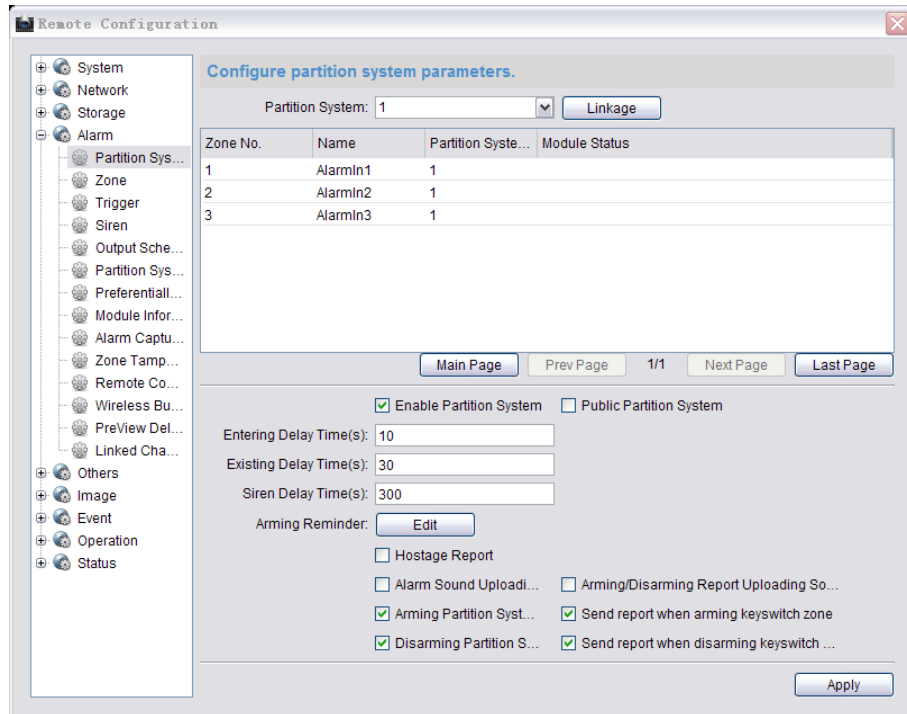 Remote Configuration
System
Network
Storage
Alarm
Partition Sys...
Zone
Trigger
Siren
Output Sche...
Partition Sys...
Preferentiall...
Module Infor...
Alarm Captu...
Zone Tamp...
Remote Co...
Wireless Bu...
PreView Del...
Linked Cha...
Others
Image
Event
Operation
Status
Configure partition system parameters.
Partition System: 1 Linkage
Zone No. Name Partition Syste... Module Status
1 AlarmIn1 1
2 AlarmIn2 1
3 AlarmIn3 1
Main Page Prev Page 1/1 Next Page Last Page
Enable Partition System Public Partition System
Entering Delay Time(s): 10
Existing Delay Time(s): 30
Siren Delay Time(s): 300
Arming Reminder: Edit
Hostage Report
Alarm Sound Uploadi... Arming/Disarming Report Uploading So...
Arming Partition Syst... Send report when arming keyswitch zone
Disarming Partition S... Send report when disarming keyswitch ...
Apply